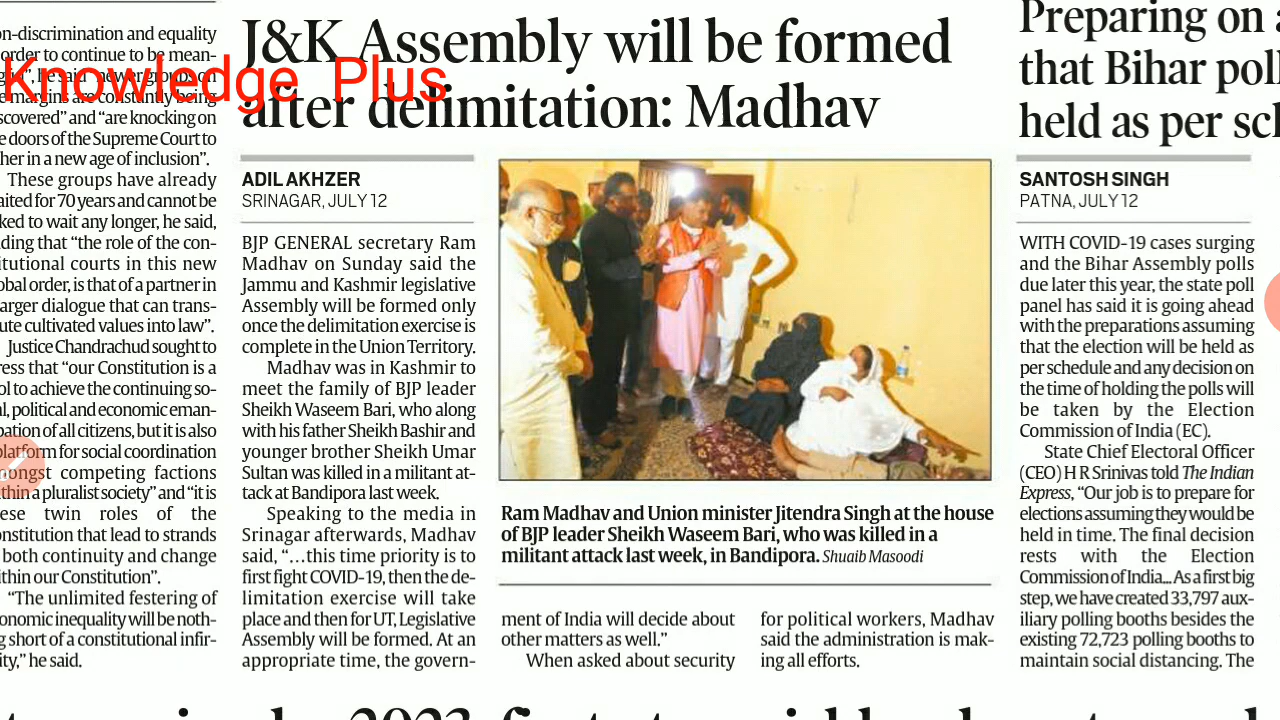 on-discrimination and equality
order to continue to be mean-
he said "newer groups on
margins are constantly being
scovered" and "are knocking on
e doors of the Supreme Court to
her in a new age of inclusion".
These groups have already
aited for 70 years and cannot be
ked to wait any longer, he said,
ding that "the role of the con-
itutional courts in this new
obal order, is that of a partner in
arger dialogue that can trans-
ute cultivated values into law".
Justice Chandrachud sought to
ress that "our Constitution is a
ol to achieve the continuing so-
al, political and economic eman-
pation of all citizens, but it is also
platform for social coordination
mongst competing factions
ithin a pluralist society" and "it is
ese twin roles of the
onstitution that lead to strands
both continuity and change
ithin our Constitution".
"The unlimited festering of
onomic inequality will be noth-
g short of a constitutional infir-
ity," he said.
Knowledge Plus
J&K Assembly will be formed
after delimitation: Madhav
ADIL AKHZER
SRINAGAR, JULY 12
BJP GENERAL secretary Ram
Madhav on Sunday said the
Jammu and Kashmir legislative
Assembly will be formed only
once the delimitation exercise is
complete in the Union Territory.
Madhav was in Kashmir to
meet the family of BJP leader
Sheikh Waseem Bari, who along
with his father Sheikh Bashir and
younger brother Sheikh Umar
Sultan was killed in a militant at-
tack at Bandipora last week.
Speaking to the media in
Srinagar afterwards, Madhav
said, "...this time priority is to
first fight COVID-19, then the de-
limitation exercise will take
place and then for UT, Legislative
Assembly will be formed. At an
appropriate time, the govern-
Ram Madhav and Union minister Jitendra Singh at the house
of BJP leader Sheikh Waseem Bari, who was killed in a
militant attack last week, in Bandipora. Shuaib Masoodi
ment of India will decide about
other matters as well."
When asked about security
for political workers, Madhav
said the administration is mak-
ing all efforts.
Preparing on a
that Bihar poll
held as per sch
SANTOSH SINGH
PATNA, JULY 12
WITH COVID-19 cases surging
and the Bihar Assembly polls
due later this year, the state poll
panel has said it is going ahead
with the preparations assuming
that the election will be held as
per schedule and any decision on
the time of holding the polls will
be taken by the Election
Commission of India (EC).
State Chief Electoral Officer
(CEO) H R Srinivas told The Indian
Express, "Our job is to prepare for
elections assuming they would be
held in time. The final decision
rests with the Election
Commission of India... As a first big
step, we have created 33,797 aux-
iliary polling booths besides the
existing 72,723 polling booths to
maintain social distancing. The